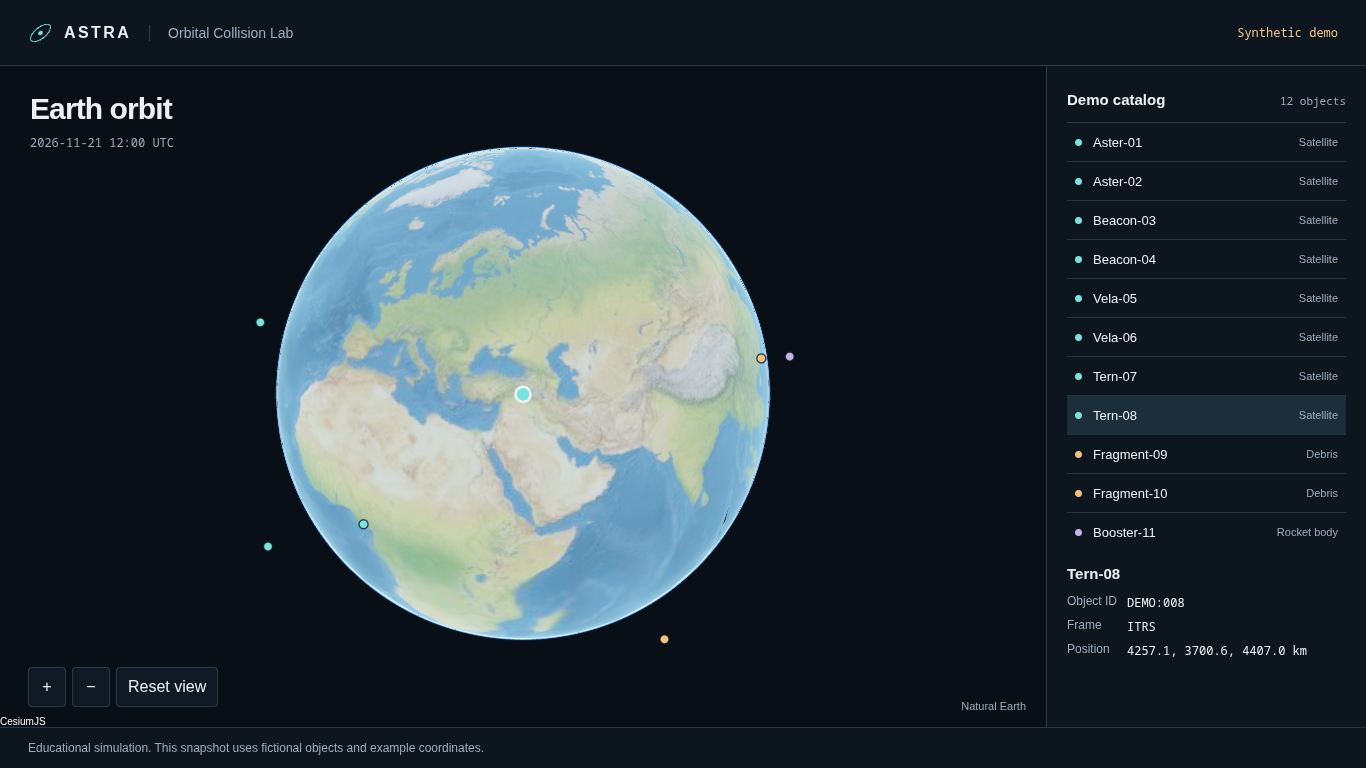 ASTRA
Orbital Collision Lab
Synthetic demo
Earth orbit
2026-11-21 12:00 UTC
Demo catalog
12 objects
Aster-01 Satellite
Aster-02 Satellite
Beacon-03 Satellite
Beacon-04 Satellite
Vela-05 Satellite
Vela-06 Satellite
Tern-07 Satellite
Tern-08 Satellite
Fragment-09 Debris
Fragment-10 Debris
Booster-11 Rocket body
Tern-08
Object ID DEMO:008
Frame ITRS
Position 4257.1, 3700.6, 4407.0 km
+ − Reset view
Natural Earth
CesiumJS
Educational simulation. This snapshot uses fictional objects and example coordinates.